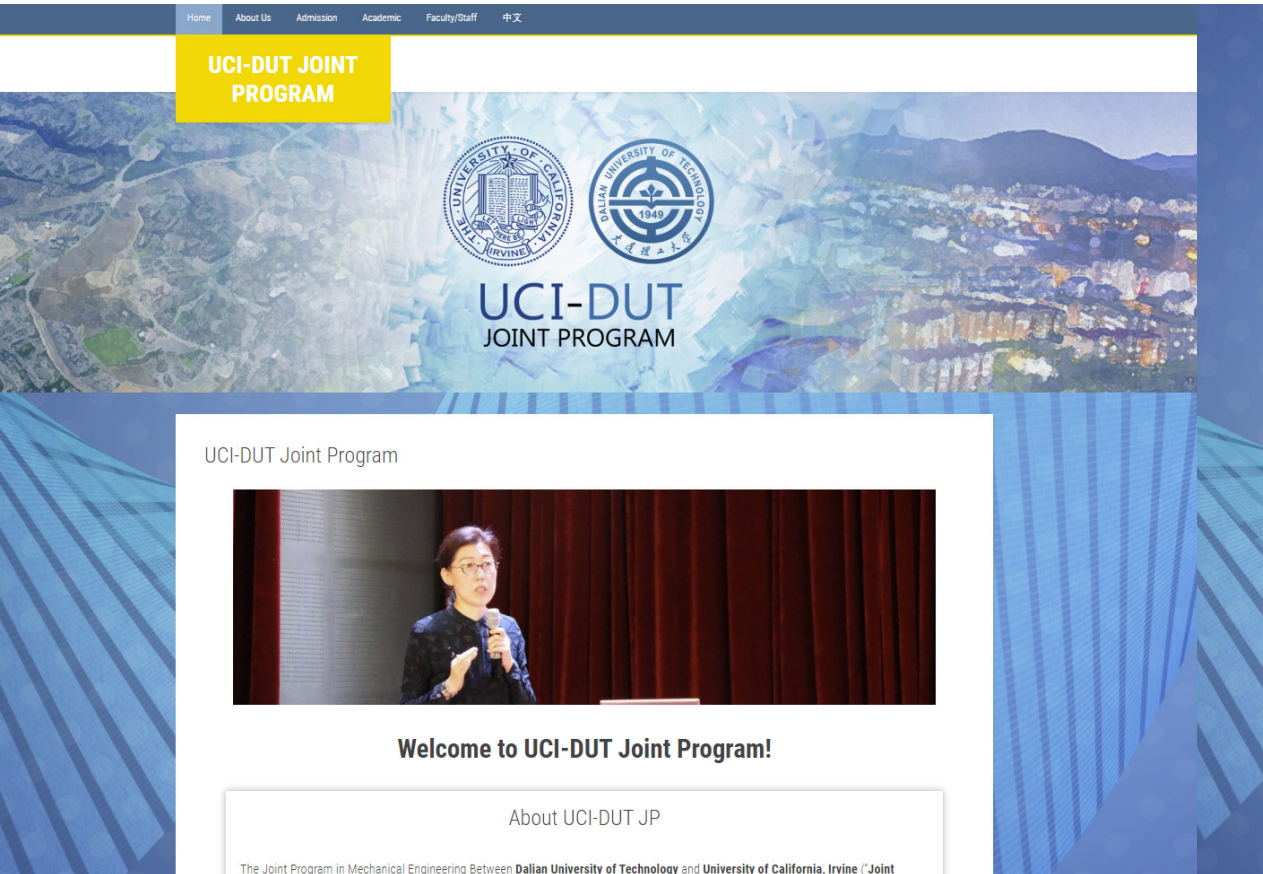 Home About Us Admission Academic Faculty/Staff 中文
UCI-DUT JOINT
PROGRAM
THE · UNIVERSITY · OF · CALIFORNIA · IRVINE
LET THERE BE LIGHT
DALIAN UNIVERSITY OF TECHNOLOGY
1949
大连理工大学
UCI-DUT
JOINT PROGRAM
UCI-DUT Joint Program
Welcome to UCI-DUT Joint Program!
About UCI-DUT JP
The Joint Program in Mechanical Engineering Between Dalian University of Technology and University of California, Irvine ("Joint